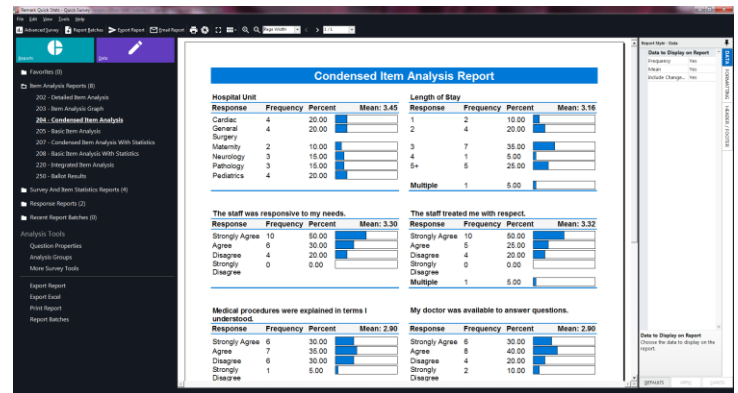 Remark Quick Stats - Quick Survey
File Edit View Tools Help
Advanced Survey Report Batches Export Report Email Report Page Width 1 / 1
Reports Data
Favorites (0)
Item Analysis Reports (8)
202 - Detailed Item Analysis
203 - Item Analysis Graph
204 - Condensed Item Analysis
205 - Basic Item Analysis
207 - Condensed Item Analysis With Statistics
208 - Basic Item Analysis With Statistics
220 - Integrated Item Analysis
250 - Ballot Results
Survey And Item Statistics Reports (4)
Response Reports (2)
Recent Report Batches (0)
Analysis Tools
Question Properties
Analysis Groups
More Survey Tools
Export Report
Export Excel
Print Report
Report Batches
Condensed Item Analysis Report
Hospital Unit
Response Frequency Percent Mean: 3.45
Cardiac 4 20.00
General 4 20.00
Surgery
Maternity 2 10.00
Neurology 3 15.00
Pathology 3 15.00
Pediatrics 4 20.00
Length of Stay
Response Frequency Percent Mean: 3.16
1 2 10.00
2 4 20.00
3 7 35.00
4 1 5.00
5+ 5 25.00
Multiple 1 5.00
The staff was responsive to my needs.
Response Frequency Percent Mean: 3.30
Strongly Agree 10 50.00
Agree 6 30.00
Disagree 4 20.00
Strongly 0 0.00
Disagree
The staff treated me with respect.
Response Frequency Percent Mean: 3.32
Strongly Agree 10 50.00
Agree 5 25.00
Disagree 4 20.00
Strongly 0 0.00
Disagree
Multiple 1 5.00
Medical procedures were explained in terms I
understood.
Response Frequency Percent Mean: 2.90
Strongly Agree 6 30.00
Agree 7 35.00
Disagree 6 30.00
Strongly 1 5.00
Disagree
My doctor was available to answer questions.
Response Frequency Percent Mean: 2.90
Strongly Agree 6 30.00
Agree 8 40.00
Disagree 4 20.00
Strongly 2 10.00
Disagree
Report Style - Data
Data to Display on Report
Frequency Yes
Mean Yes
Include Change... Yes
Data to Display on Report
Choose the data to display on the
report.
DEFAULTS SAVE CANCEL
DATA
FORMATTING
HEADER / FOOTER